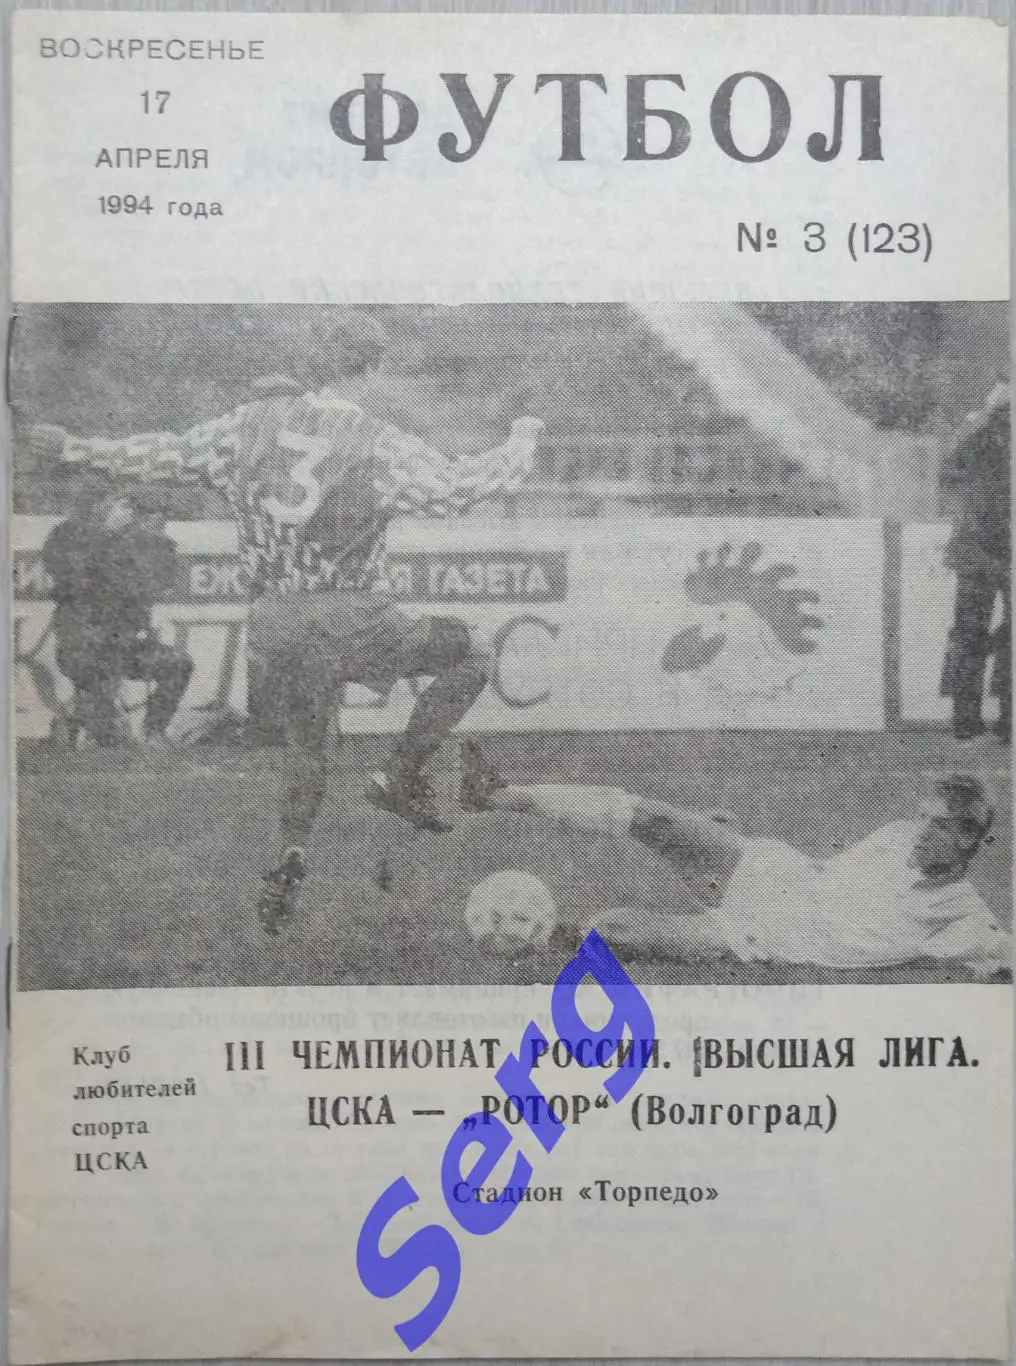 ВОСКРЕСЕНЬЕ
17
АПРЕЛЯ
1994 года
ФУТБОЛ
№ 3 (123)
3
ГАЗЕТА
Клуб
любителей
спорта
ЦСКА
III ЧЕМПИОНАТ РОССИИ. ВЫСШАЯ ЛИГА.
ЦСКА — „РОТОР“ (Волгоград)
Стадион «Торпедо»
Serg